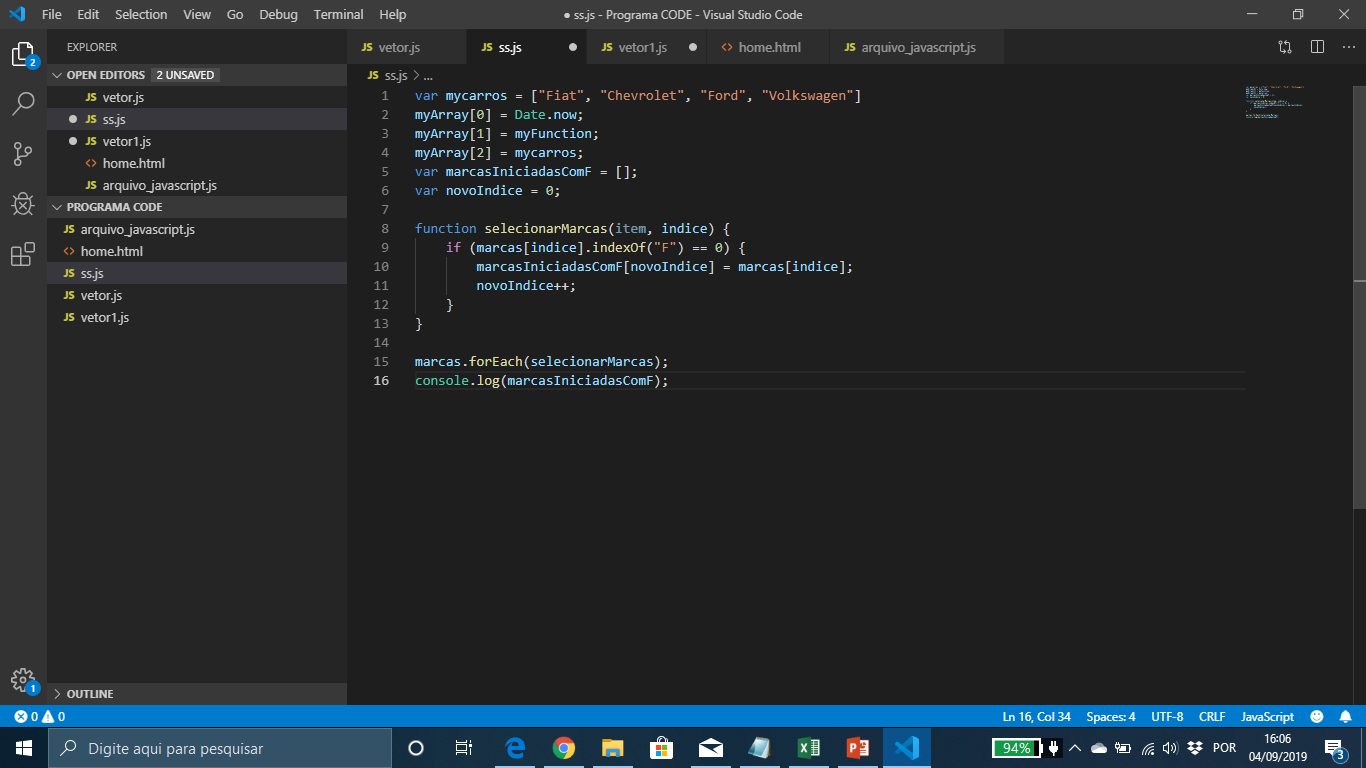 File Edit Selection View Go Debug Terminal Help
● ss.js - Programa CODE - Visual Studio Code
2
EXPLORER
OPEN EDITORS 2 UNSAVED
JS vetor.js
● JS ss.js
● JS vetor1.js
<> home.html
JS arquivo_javascript.js
PROGRAMA CODE
JS arquivo_javascript.js
<> home.html
JS ss.js
JS vetor.js
JS vetor1.js
OUTLINE
1
JS vetor.js JS ss.js ● JS vetor1.js ● <> home.html JS arquivo_javascript.js
JS ss.js > ...
1 var mycarros = ["Fiat", "Chevrolet", "Ford", "Volkswagen"]
2 myArray[0] = Date.now;
3 myArray[1] = myFunction;
4 myArray[2] = mycarros;
5 var marcasIniciadasComF = [];
6 var novoIndice = 0;
7
8 function selecionarMarcas(item, indice) {
9 if (marcas[indice].indexOf("F") == 0) {
10 marcasIniciadasComF[novoIndice] = marcas[indice];
11 novoIndice++;
12 }
13 }
14
15 marcas.forEach(selecionarMarcas);
16 console.log(marcasIniciadasComF);
0 0 Ln 16, Col 34 Spaces: 4 UTF-8 CRLF JavaScript
Digite aqui para pesquisar
94% POR 16:06
04/09/2019
3